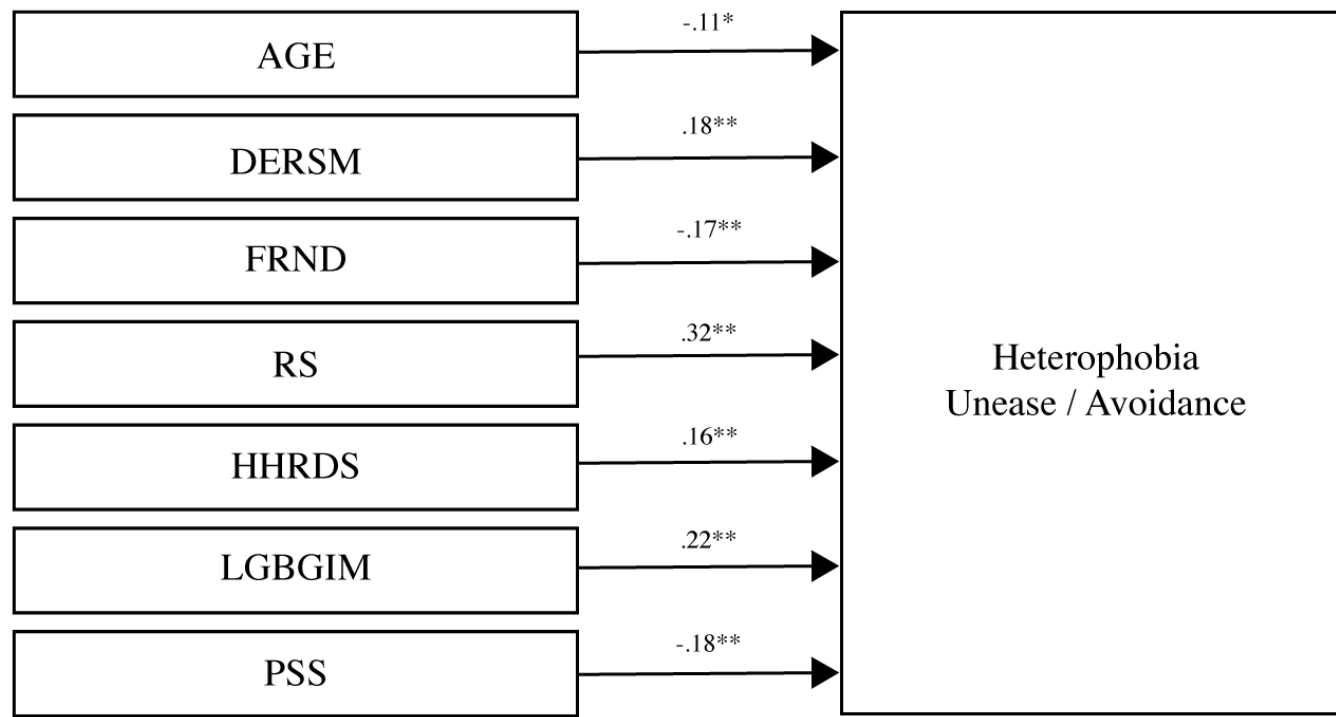 AGE
-.11*
DERSM
.18**
FRND
-.17**
RS
.32**
HHRDS
.16**
LGBGIM
.22**
PSS
-.18**
Heterophobia
Unease / Avoidance